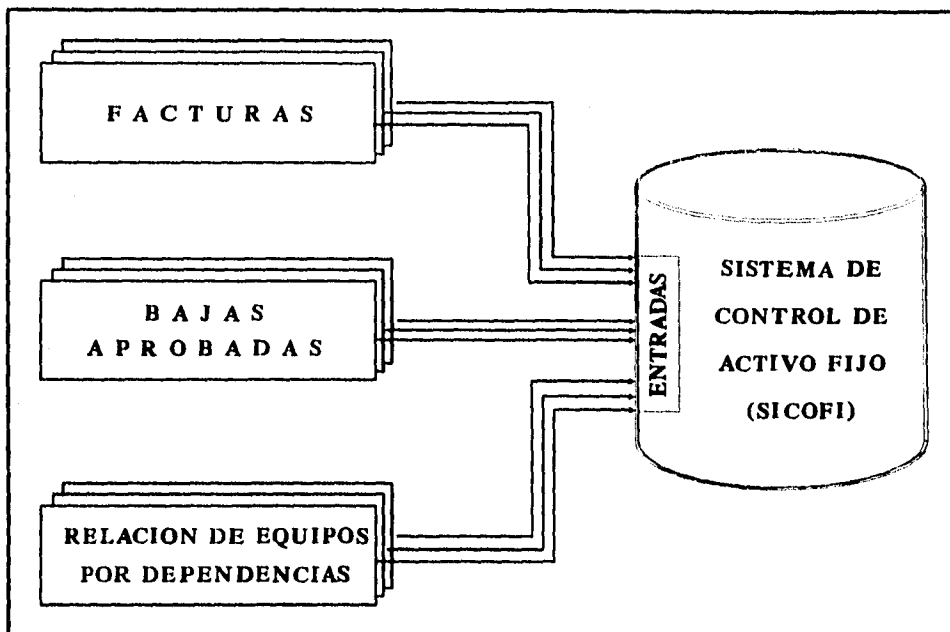 FACTURAS
BAJAS
APROBADAS
RELACION DE EQUIPOS
POR DEPENDENCIAS
ENTRADAS
SISTEMA DE
CONTROL DE
ACTIVO FIJO
(SICOFI)